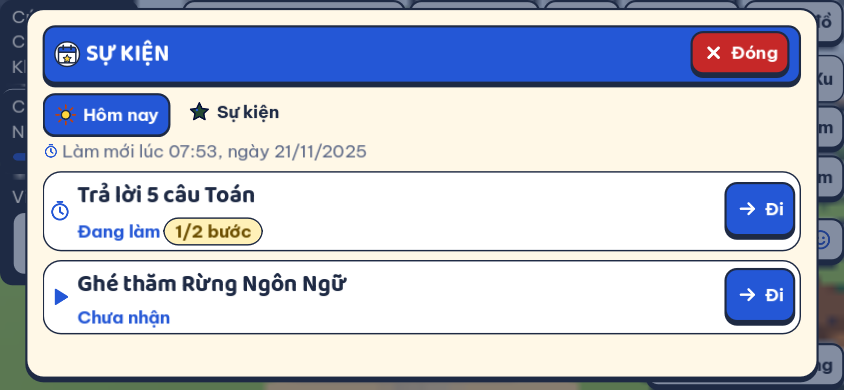 SỰ KIỆN
Đóng
Hôm nay
Sự kiện
Làm mới lúc 07:53, ngày 21/11/2025
Trả lời 5 câu Toán
Đang làm 1/2 bước
Đi
Ghé thăm Rừng Ngôn Ngữ
Chưa nhận
Đi